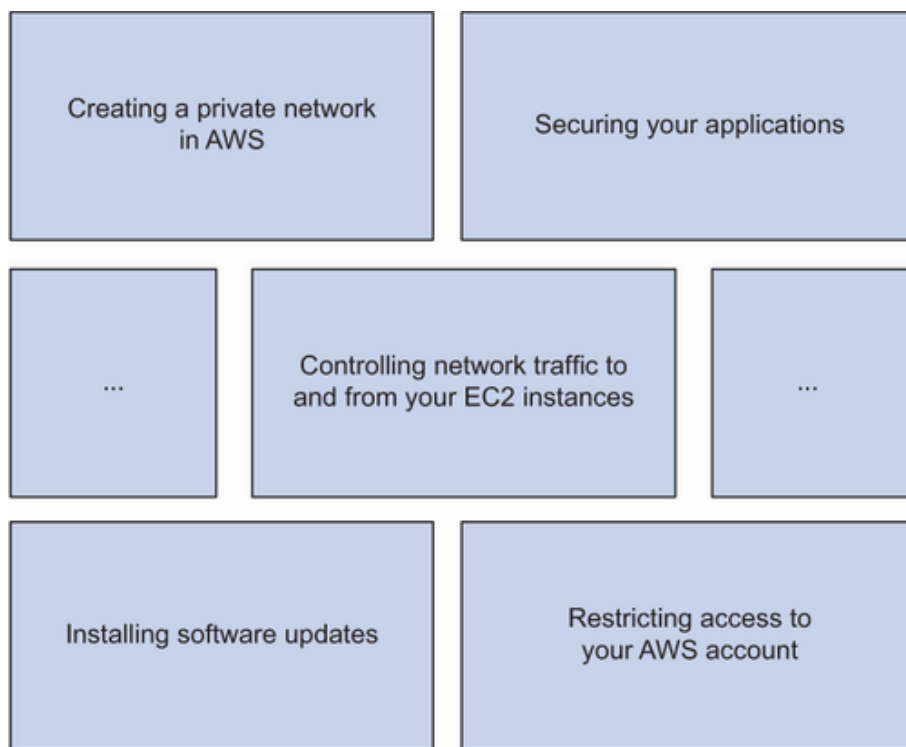 Creating a private network
in AWS
Securing your applications
...
Controlling network traffic to
and from your EC2 instances
...
Installing software updates
Restricting access to
your AWS account